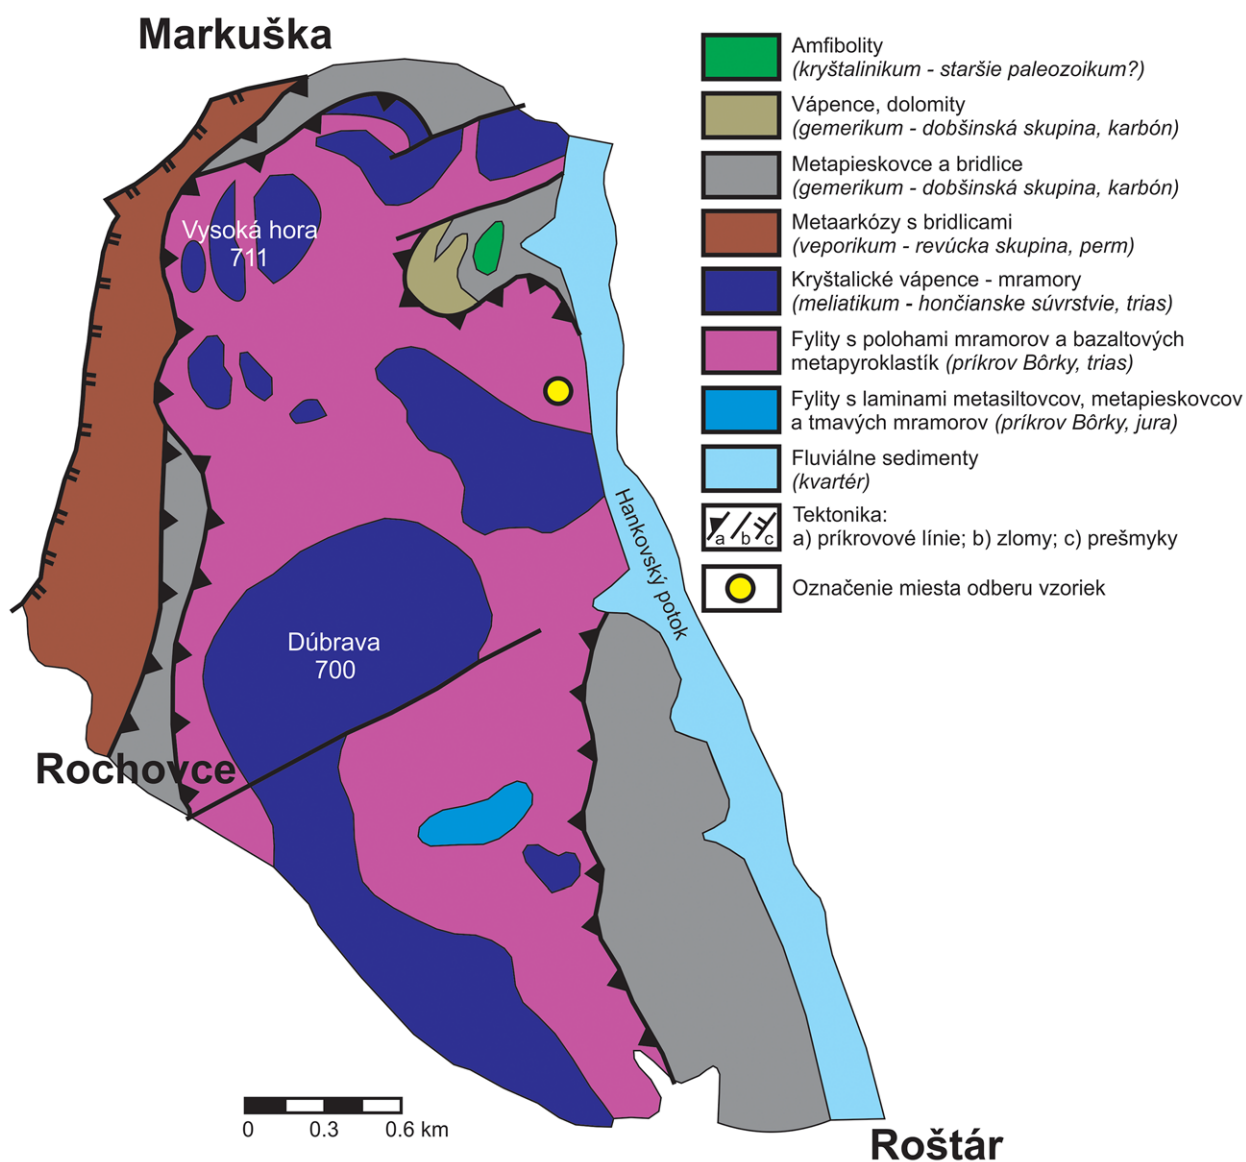 Markuška
Amfibolity
(kryštalinikum - staršie paleozoikum?)
Vápence, dolomity
(gemerikum - dobšinská skupina, karbón)
Metapieskovce a bridlice
(gemerikum - dobšinská skupina, karbón)
Metaarkózy s bridlicami
(veporikum - revúcka skupina, perm)
Kryštalické vápence - mramory
(meliatikum - hončianske súvrstvie, trias)
Fylity s polohami mramorov a bazaltových
metapyroklastík (príkrov Bôrky, trias)
Fylity s laminami metasiltovcov, metapieskovcov
a tmavých mramorov (príkrov Bôrky, jura)
Fluviálne sedimenty
(kvartér)
a b c
Tektonika:
a) príkrovové línie; b) zlomy; c) prešmyky
Označenie miesta odberu vzoriek
Vysoká hora
711
Hankovský potok
Dúbrava
700
Rochovce
0 0.3 0.6 km
Roštár